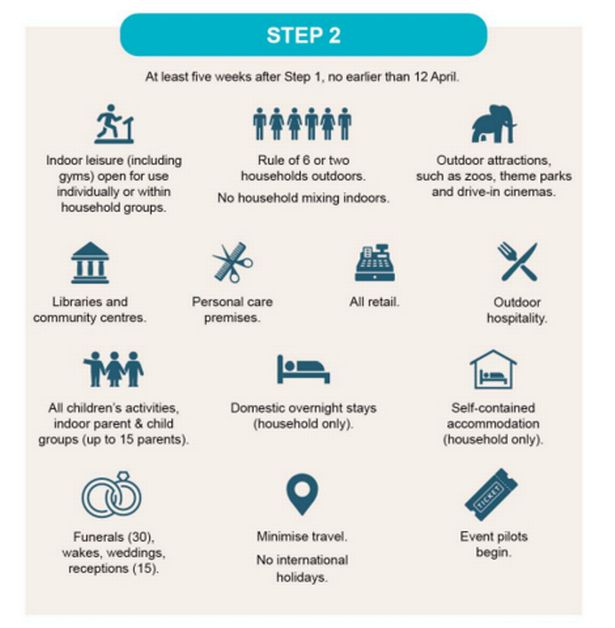 STEP 2
At least five weeks after Step 1, no earlier than 12 April.
Indoor leisure (including
gyms) open for use
individually or within
household groups.
Rule of 6 or two
households outdoors.
No household mixing indoors.
Outdoor attractions,
such as zoos, theme parks
and drive-in cinemas.
Libraries and
community centres.
Personal care
premises.
All retail.
Outdoor
hospitality.
All children's activities,
indoor parent & child
groups (up to 15 parents).
Domestic overnight stays
(household only).
Self-contained
accommodation
(household only).
Funerals (30),
wakes, weddings,
receptions (15).
Minimise travel.
No international
holidays.
TICKET
Event pilots
begin.